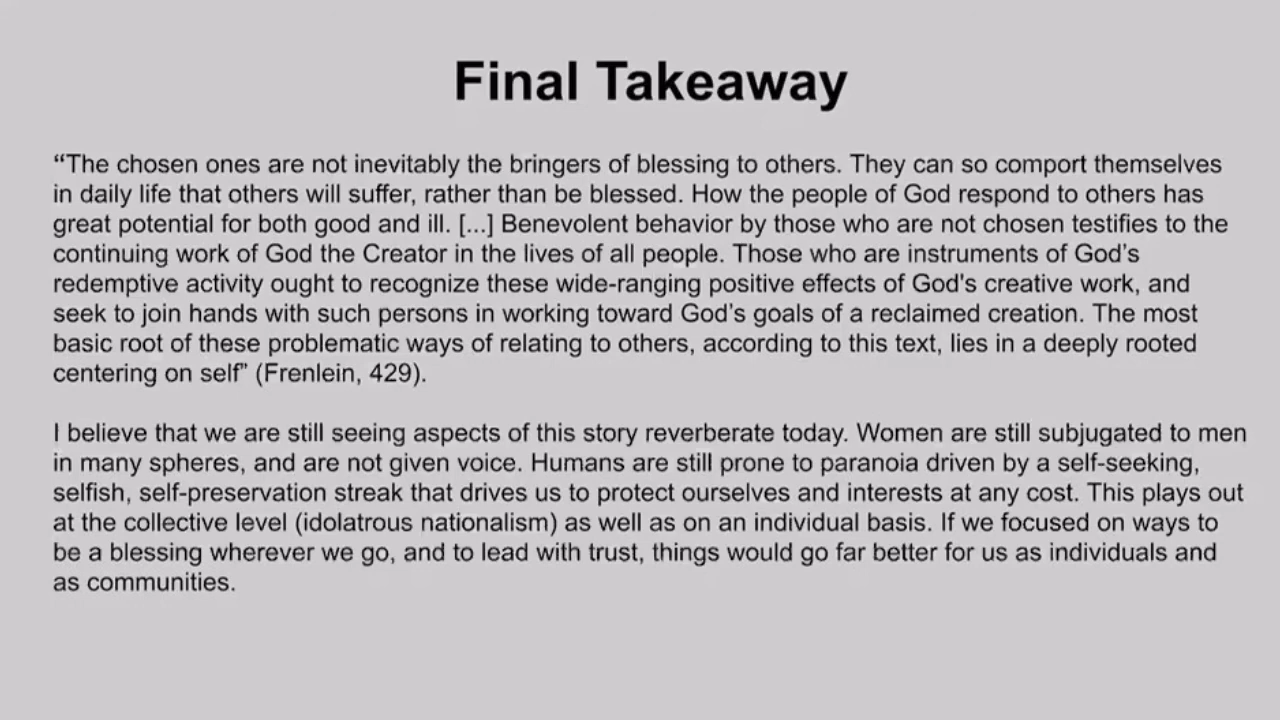 Final Takeaway
“The chosen ones are not inevitably the bringers of blessing to others. They can so comport themselves
in daily life that others will suffer, rather than be blessed. How the people of God respond to others has
great potential for both good and ill. [...] Benevolent behavior by those who are not chosen testifies to the
continuing work of God the Creator in the lives of all people. Those who are instruments of God’s
redemptive activity ought to recognize these wide-ranging positive effects of God's creative work, and
seek to join hands with such persons in working toward God’s goals of a reclaimed creation. The most
basic root of these problematic ways of relating to others, according to this text, lies in a deeply rooted
centering on self” (Frenlein, 429).
I believe that we are still seeing aspects of this story reverberate today. Women are still subjugated to men
in many spheres, and are not given voice. Humans are still prone to paranoia driven by a self-seeking,
selfish, self-preservation streak that drives us to protect ourselves and interests at any cost. This plays out
at the collective level (idolatrous nationalism) as well as on an individual basis. If we focused on ways to
be a blessing wherever we go, and to lead with trust, things would go far better for us as individuals and
as communities.